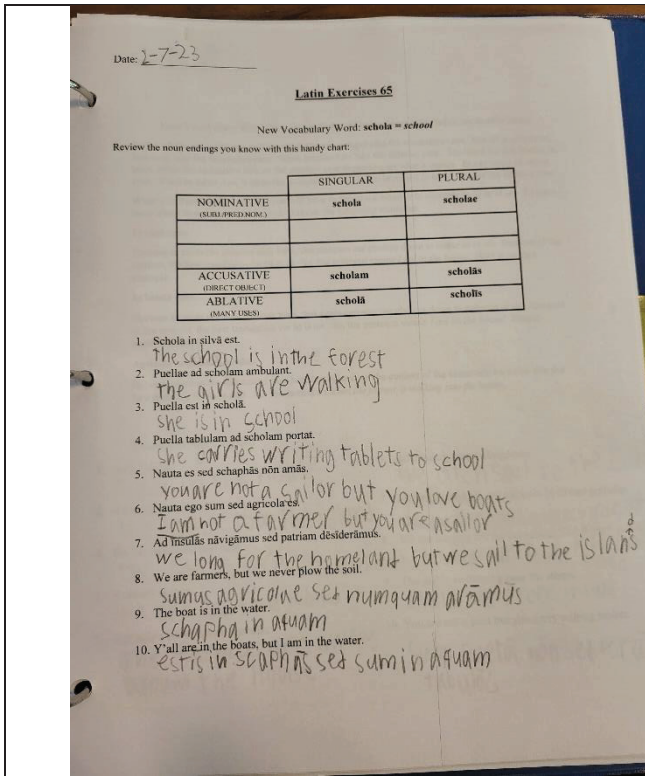 Date: 2-7-23
Latin Exercises 65
New Vocabulary Word: schola = school
Review the noun endings you know with this handy chart:
SINGULAR PLURAL
NOMINATIVE schola scholae
(SUBJ./PRED.NOM.)
ACCUSATIVE scholam scholās
(DIRECT OBJECT)
ABLATIVE scholā scholīs
(MANY USES)
1. Schola in silvā est.
The school is in the forest
2. Puellae ad scholam ambulant.
the girls are walking
3. Puella est in scholā.
she is in school
4. Puella tablulam ad scholam portat.
She carries writing tablets to school
5. Nauta es sed schaphās nōn amās.
you are not a sailor but you love boats
6. Nauta ego sum sed agricola es.
I am not a farmer but you are a sailor
7. Ad īnsulās nāvigāmus sed patriam dēsīderāmus.
we long for the homeland but we sail to the islans
d
8. We are farmers, but we never plow the soil.
sumus agricolae sed numquam arāmus
9. The boat is in the water.
schapha in aquam
10. Y'all are in the boats, but I am in the water.
estis in scaphās sed sum in aquam